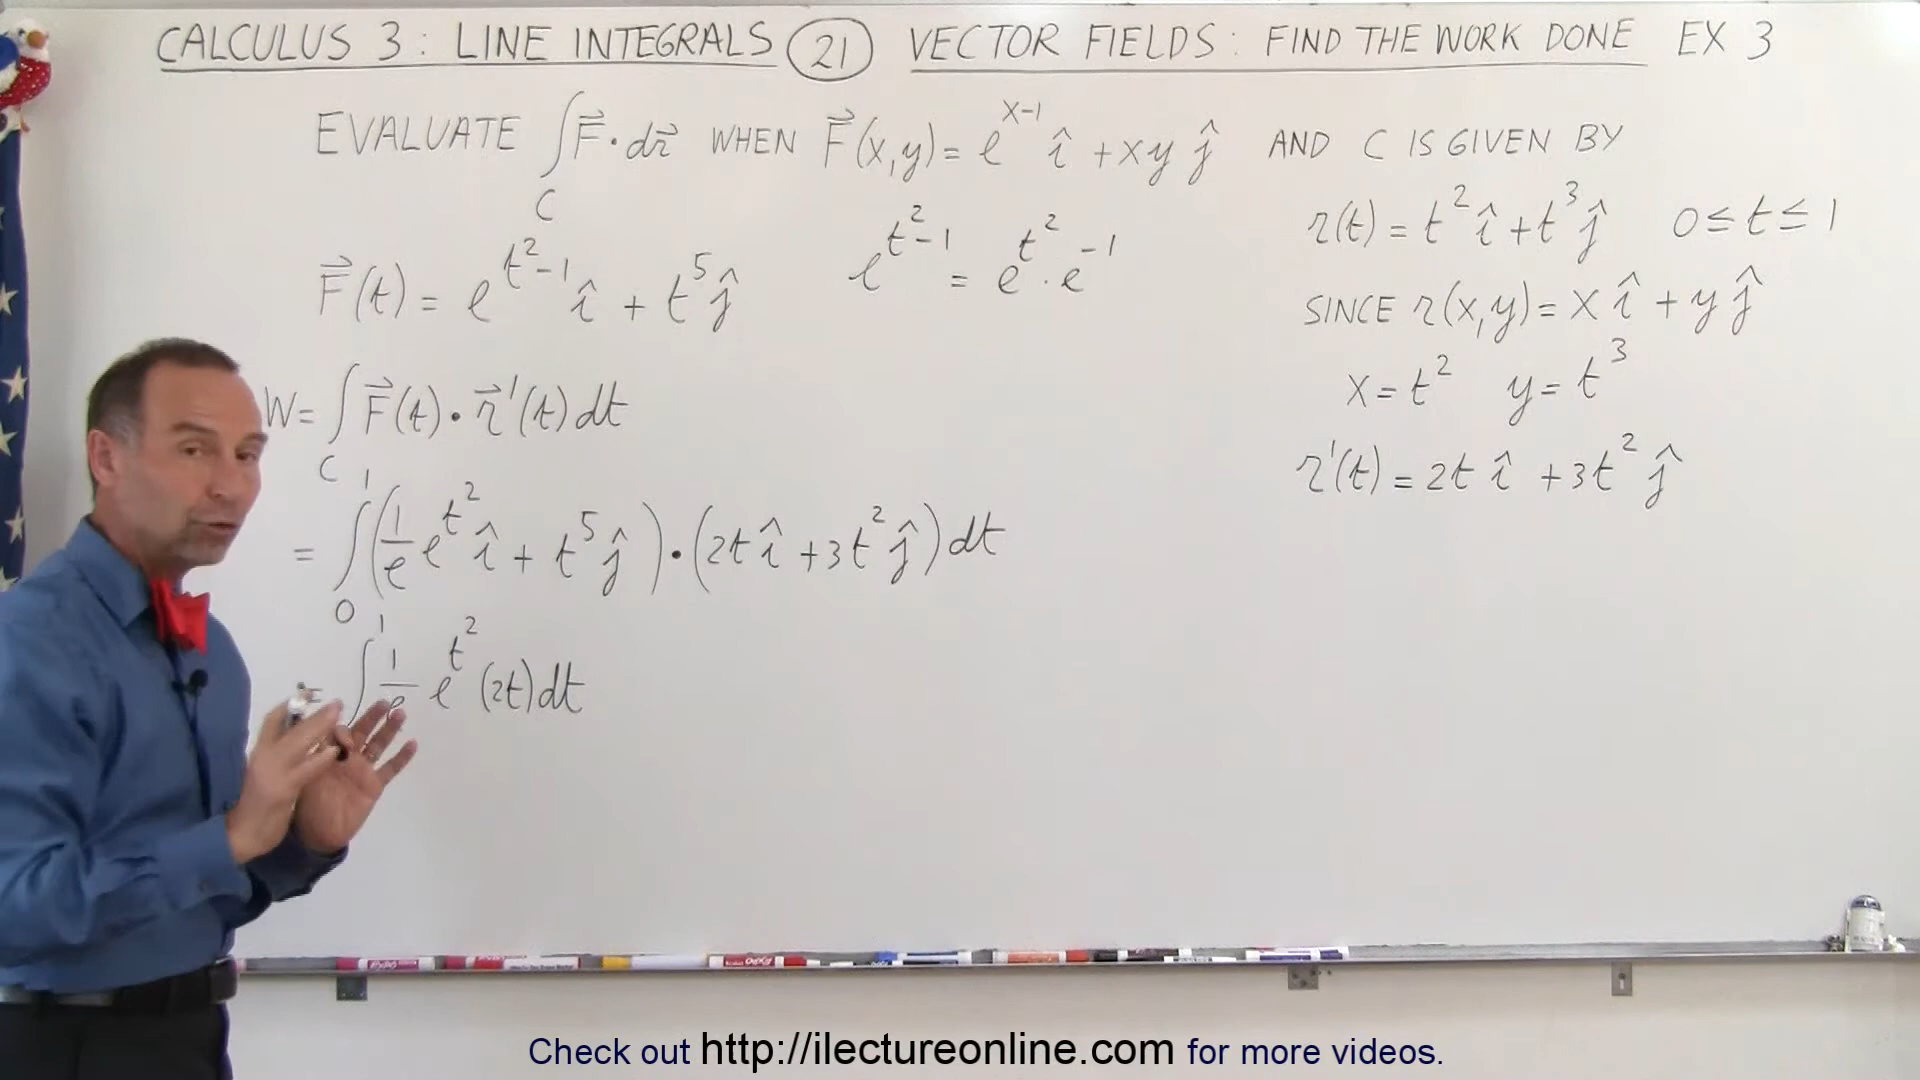 CALCULUS 3: LINE INTEGRALS 21 VECTOR FIELDS: FIND THE WORK DONE EX 3
EVALUATE ∫_C F⃗·dr⃗ WHEN F⃗(x,y) = e^(x-1) î + xy ĵ AND C IS GIVEN BY
r(t) = t² î + t³ ĵ 0 ≤ t ≤ 1
F⃗(t) = e^(t²-1) î + t⁵ ĵ
e^(t²-1) = e^(t²) · e^(-1)
SINCE r(x,y) = x î + y ĵ
x = t² y = t³
W = ∫_C F⃗(t) · r⃗'(t) dt
r'(t) = 2t î + 3t² ĵ
= ∫_0^1 (1/e e^(t²) î + t⁵ ĵ) · (2t î + 3t² ĵ) dt
= ∫^1 1/e e^(t²) (2t) dt
Check out http://ilectureonline.com for more videos.